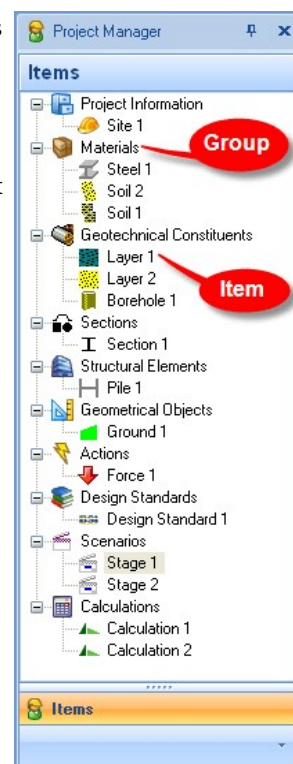 s
Project Manager
Items
Project Information
Site 1
Materials
Group
Steel 1
Soil 2
Soil 1
t
Geotechnical Constituents
Layer 1
Layer 2
Item
Borehole 1
Sections
Section 1
Structural Elements
Pile 1
Geometrical Objects
Ground 1
Actions
Force 1
Design Standards
Design Standard 1
Scenarios
Stage 1
Stage 2
Calculations
Calculation 1
Calculation 2
Items